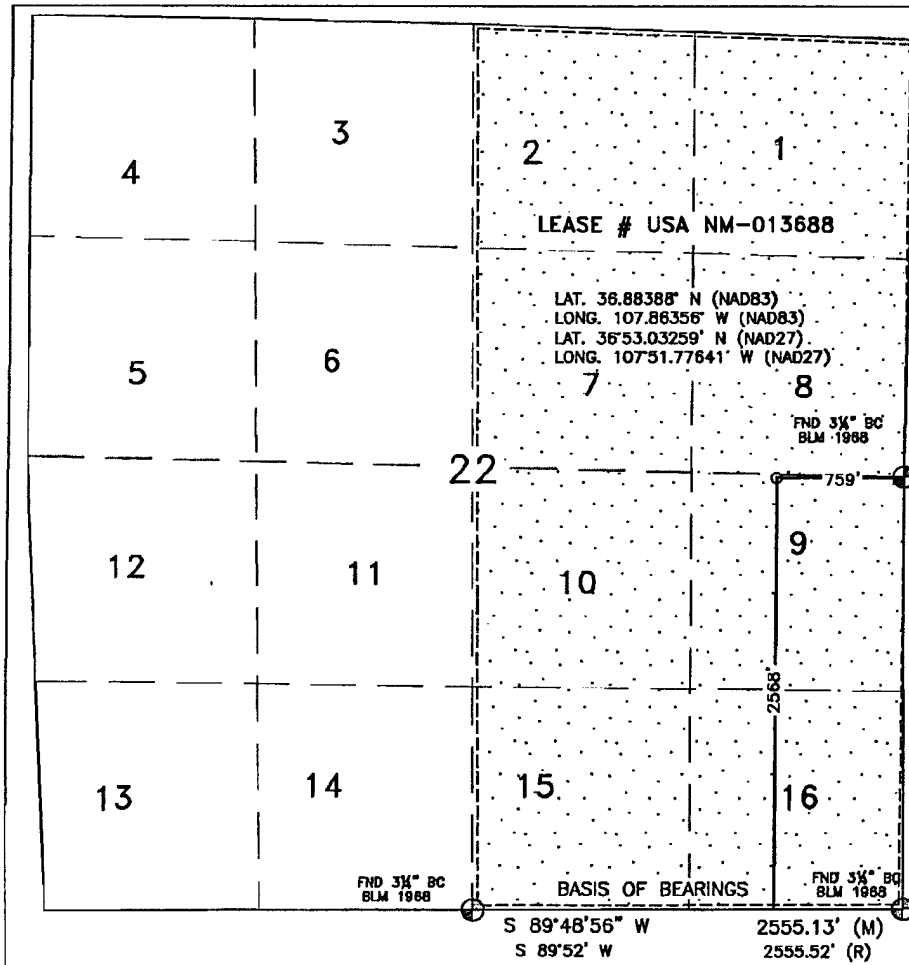 3
4
2
1
LEASE # USA NM-013688
LAT. 36.88388° N (NAD83)
LONG. 107.86356° W (NAD83)
LAT. 36°53.03259' N (NAD27)
LONG. 107°51.77641' W (NAD27)
5
6
7
8
FND 3¼" BC
BLM 1968
22
759'
9
12
11
10
2568'
13
14
15
16
FND 3¼" BC
BLM 1968
BASIS OF BEARINGS
FND 3¼" BC
BLM 1968
S 89°48'56" W 2555.13' (M)
S 89°52' W 2555.52' (R)